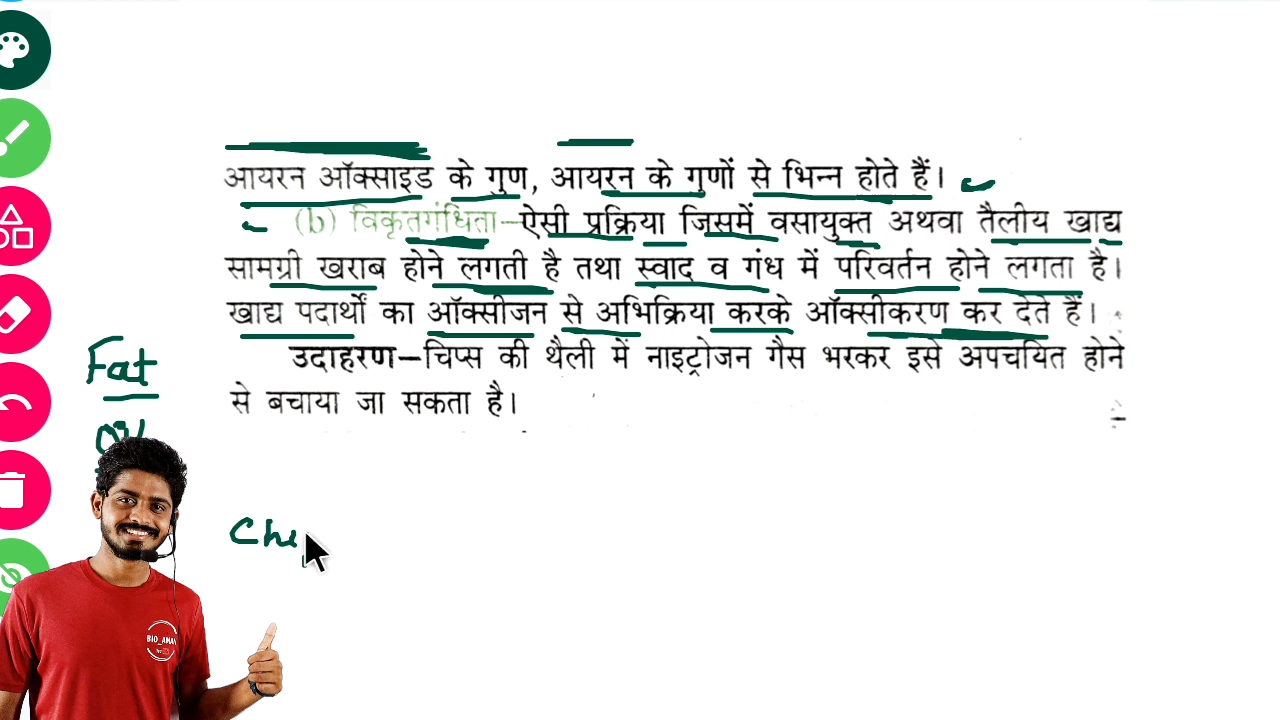 आयरन ऑक्साइड के गुण, आयरन के गुणों से भिन्न होते हैं।
(b) विकृतगंधिता–ऐसी प्रक्रिया जिसमें वसायुक्त अथवा तैलीय खाद्य
सामग्री खराब होने लगती है तथा स्वाद व गंध में परिवर्तन होने लगता है।
खाद्य पदार्थों का ऑक्सीजन से अभिक्रिया करके ऑक्सीकरण कर देते हैं।
उदाहरण–चिप्स की थैली में नाइट्रोजन गैस भरकर इसे अपचयित होने
से बचाया जा सकता है।
Fat
Che
BIO_AMAN